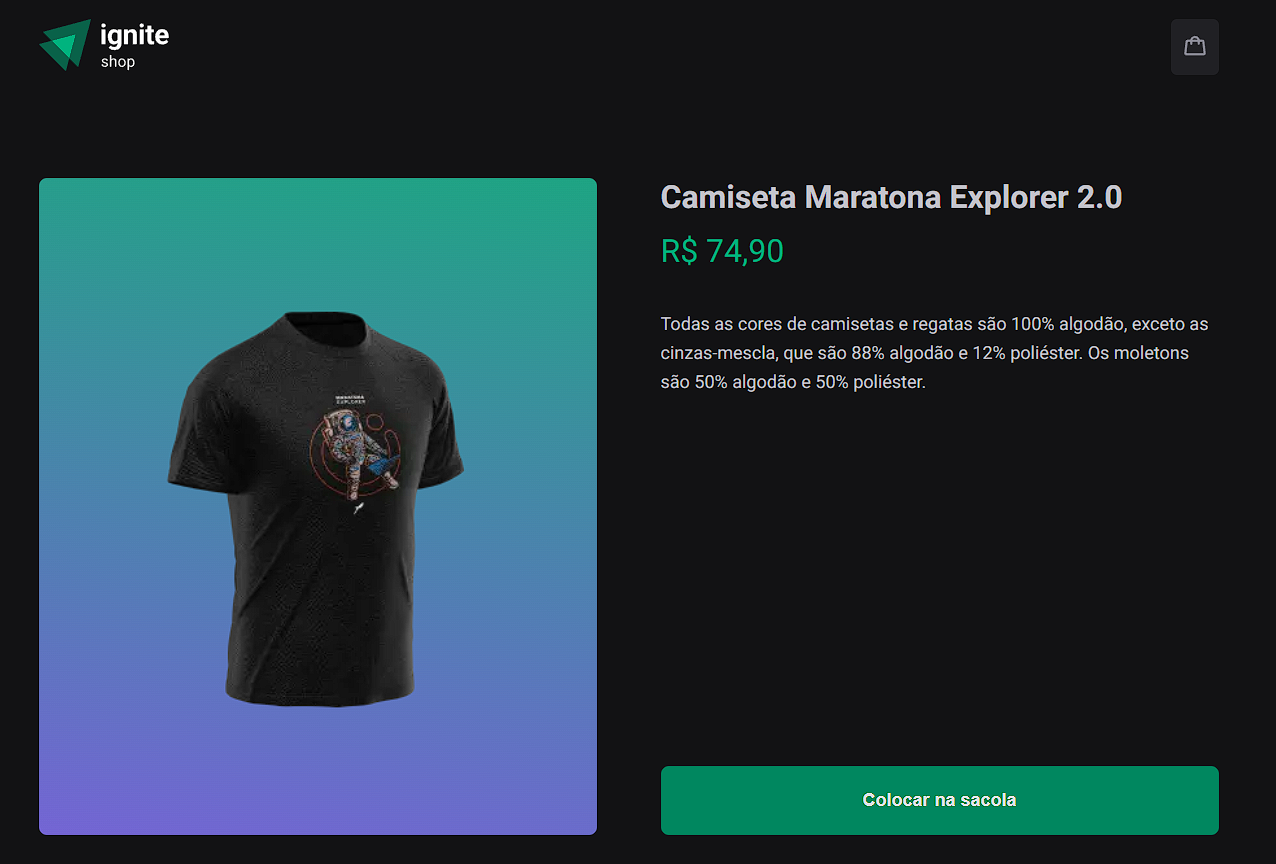 ignite
shop
Camiseta Maratona Explorer 2.0
R$ 74,90
Todas as cores de camisetas e regatas são 100% algodão, exceto as
cinzas-mescla, que são 88% algodão e 12% poliéster. Os moletons
são 50% algodão e 50% poliéster.
MARATONA
EXPLORER
Colocar na sacola